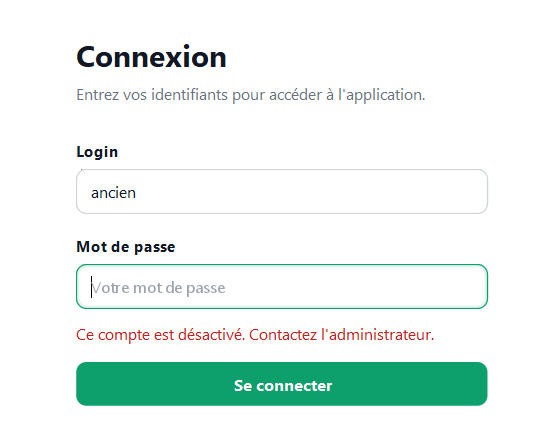 Connexion
Entrez vos identifiants pour accéder à l'application.
Login
ancien
Mot de passe
Votre mot de passe
Ce compte est désactivé. Contactez l'administrateur.
Se connecter